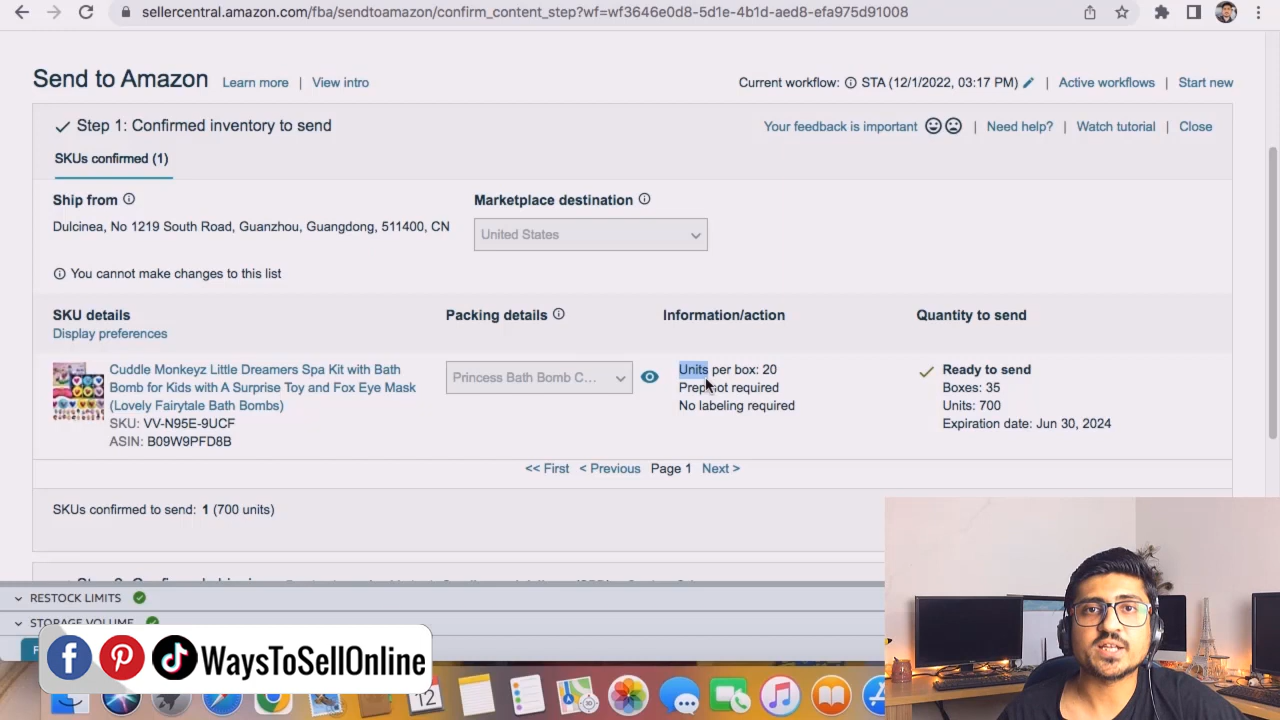 sellercentral.amazon.com/fba/sendtoamazon/confirm_content_step?wf=wf3646e0d8-5d1e-4b1d-aed8-efa975d91008
Send to Amazon Learn more | View intro
Current workflow: STA (12/1/2022, 03:17 PM) | Active workflows | Start new
Step 1: Confirmed inventory to send
Your feedback is important | Need help? | Watch tutorial | Close
SKUs confirmed (1)
Ship from
Marketplace destination
Dulcinea, No 1219 South Road, Guanzhou, Guangdong, 511400, CN
United States
You cannot make changes to this list
SKU details
Display preferences
Packing details
Information/action
Quantity to send
Cuddle Monkeyz Little Dreamers Spa Kit with Bath
Bomb for Kids with A Surprise Toy and Fox Eye Mask
(Lovely Fairytale Bath Bombs)
SKU: VV-N95E-9UCF
ASIN: B09W9PFD8B
Princess Bath Bomb C...
Units per box: 20
Prep not required
No labeling required
Ready to send
Boxes: 35
Units: 700
Expiration date: Jun 30, 2024
<< First < Previous Page 1 Next >
SKUs confirmed to send: 1 (700 units)
RESTOCK LIMITS
STORAGE VOLUME
WaysToSellOnline
12